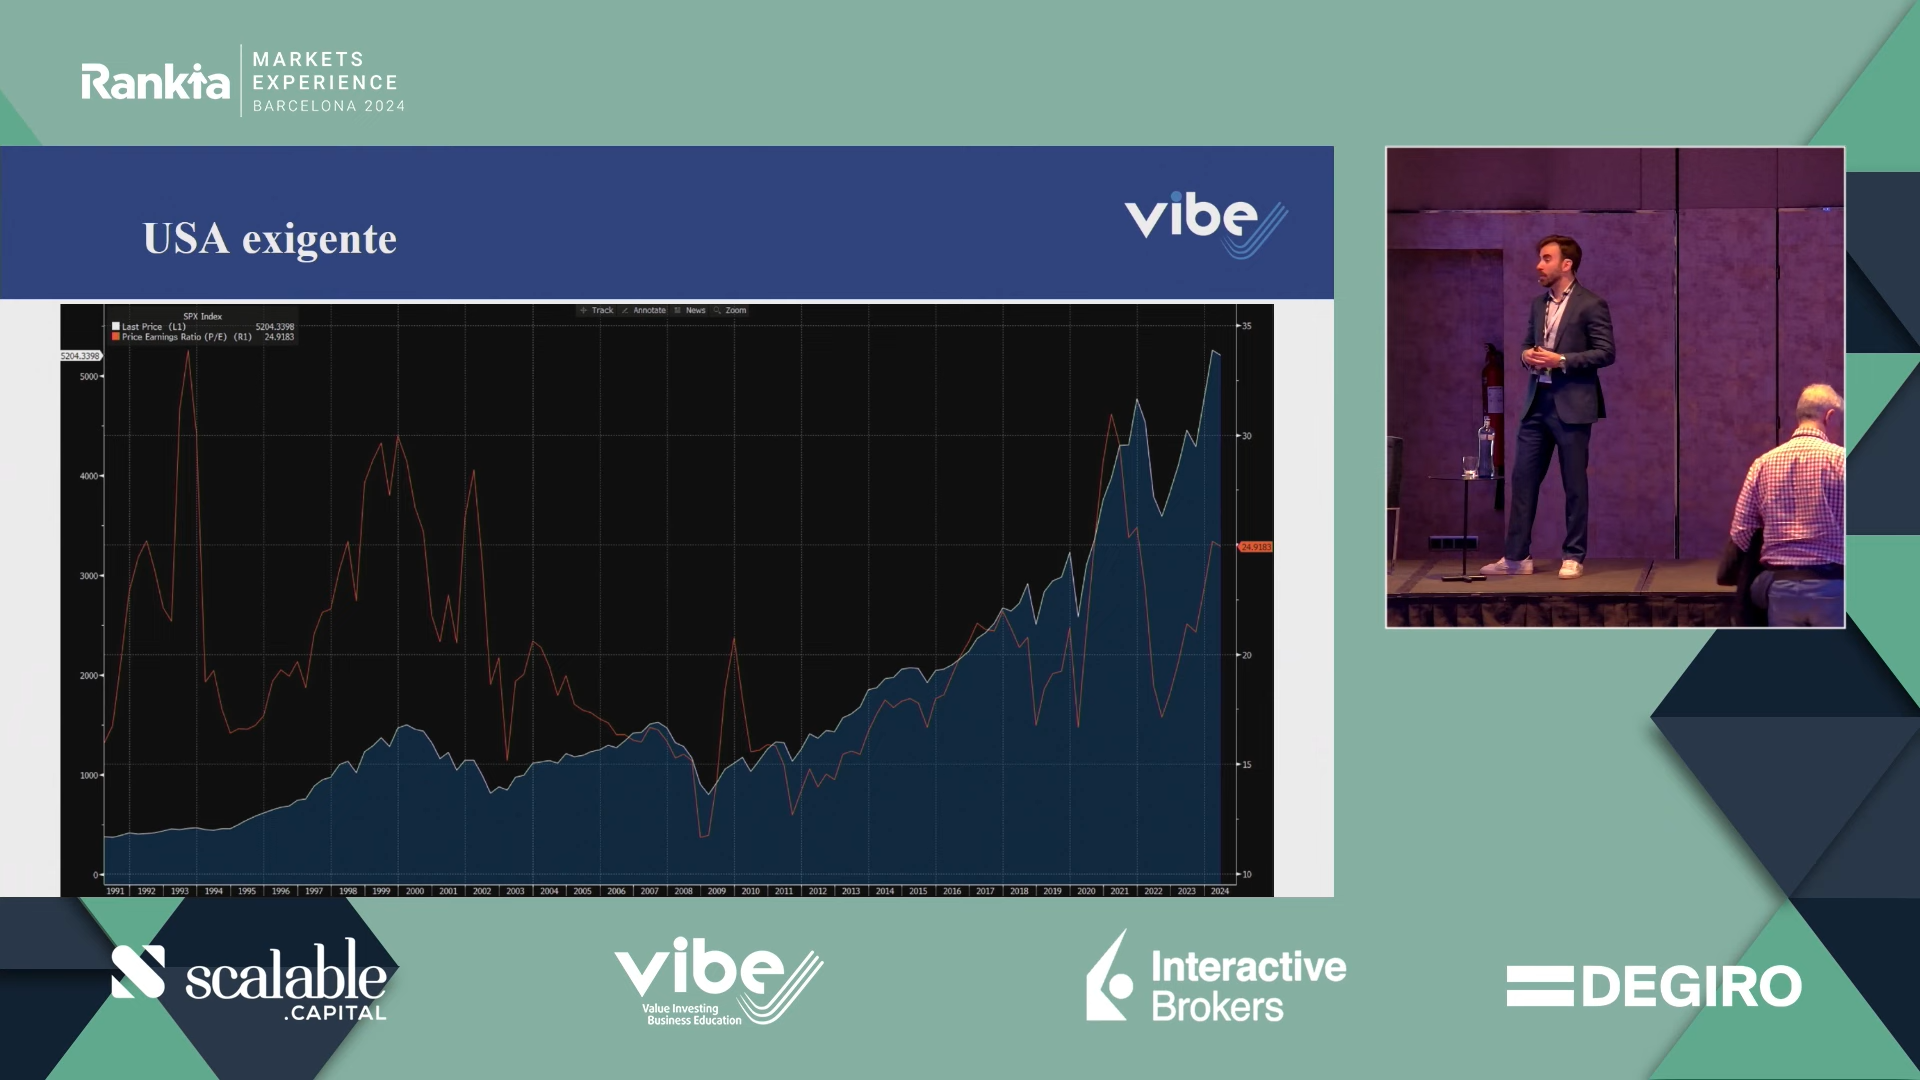 Rankia
MARKETS
EXPERIENCE
BARCELONA 2024
USA exigente
vibe
SPX Index
Last Price (L1) 5204.3398
Price Earnings Ratio (P/E) (R1) 24.9183
Track Annotate News Zoom
5204.3398
5000
4000
3000
2000
1000
0
35
30
24.9183
20
15
10
1991 1992 1993 1994 1995 1996 1997 1998 1999 2000 2001 2002 2003 2004 2005 2006 2007 2008 2009 2010 2011 2012 2013 2014 2015 2016 2017 2018 2019 2020 2021 2022 2023 2024
scalable
.CAPITAL
vibe
Value Investing
Business Education
Interactive
Brokers
DEGIRO